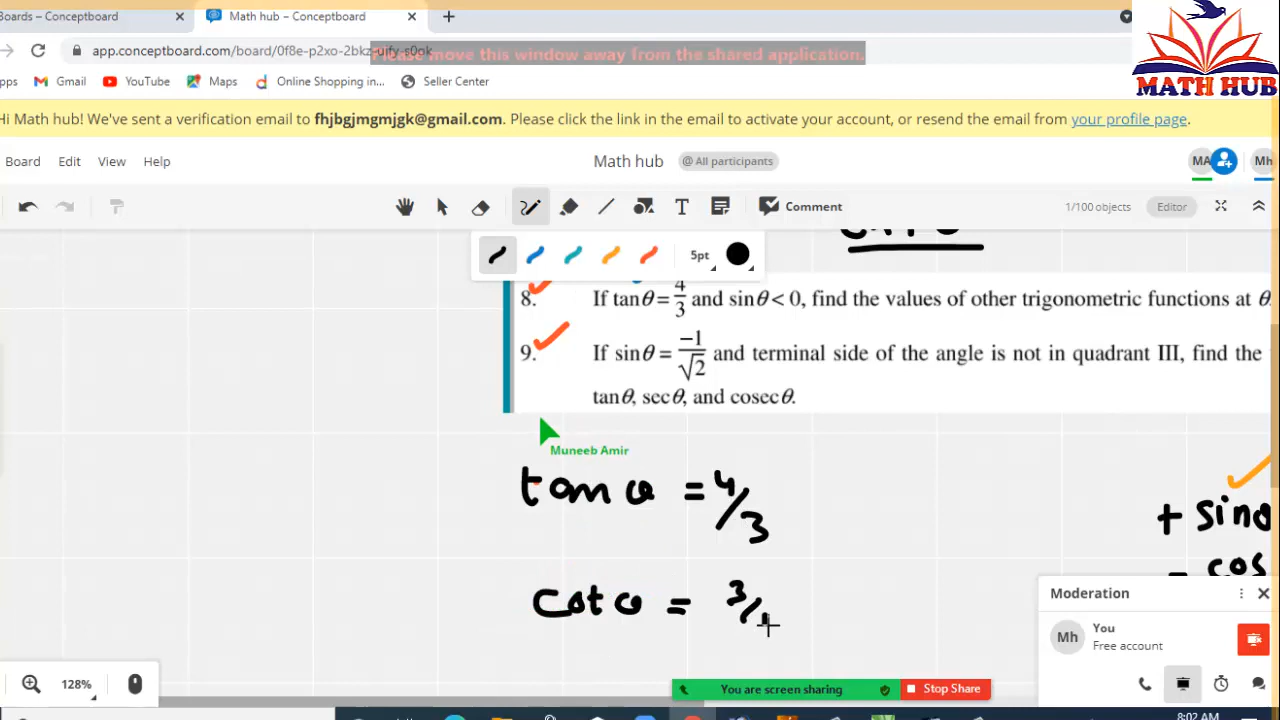 Boards – Conceptboard
Math hub – Conceptboard
app.conceptboard.com/board/0f8e-p2xo-2bkz-uify-s0ok
Please move this window away from the shared application.
MATH HUB
pps
Gmail
YouTube
Maps
Online Shopping in...
Seller Center
Hi Math hub! We've sent a verification email to fhjbgjmgmjgk@gmail.com. Please click the link in the email to activate your account, or resend the email from your profile page.
Board
Edit
View
Help
Math hub
@ All participants
MA
Mh
Comment
1/100 objects
Editor
5pt
8. If tanθ = 4/3 and sinθ < 0, find the values of other trigonometric functions at θ.
9. If sinθ = −1/√2 and terminal side of the angle is not in quadrant III, find the
tanθ, secθ, and cosecθ.
Muneeb Amir
tan θ = 4/3
+ sinθ
- cos
cot θ = 3/
Moderation
Mh
You
Free account
128%
You are screen sharing
Stop Share
8:02 AM